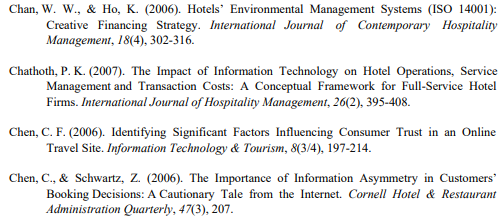 Chan, W. W., & Ho, K. (2006). Hotels' Environmental Management Systems (ISO 14001):
Creative Financing Strategy. International Journal of Contemporary Hospitality
Management, 18(4), 302-316.
Chathoth, P. K. (2007). The Impact of Information Technology on Hotel Operations, Service
Management and Transaction Costs: A Conceptual Framework for Full-Service Hotel
Firms. International Journal of Hospitality Management, 26(2), 395-408.
Chen, C. F. (2006). Identifying Significant Factors Influencing Consumer Trust in an Online
Travel Site. Information Technology & Tourism, 8(3/4), 197-214.
Chen, C., & Schwartz, Z. (2006). The Importance of Information Asymmetry in Customers'
Booking Decisions: A Cautionary Tale from the Internet. Cornell Hotel & Restaurant
Administration Quarterly, 47(3), 207.